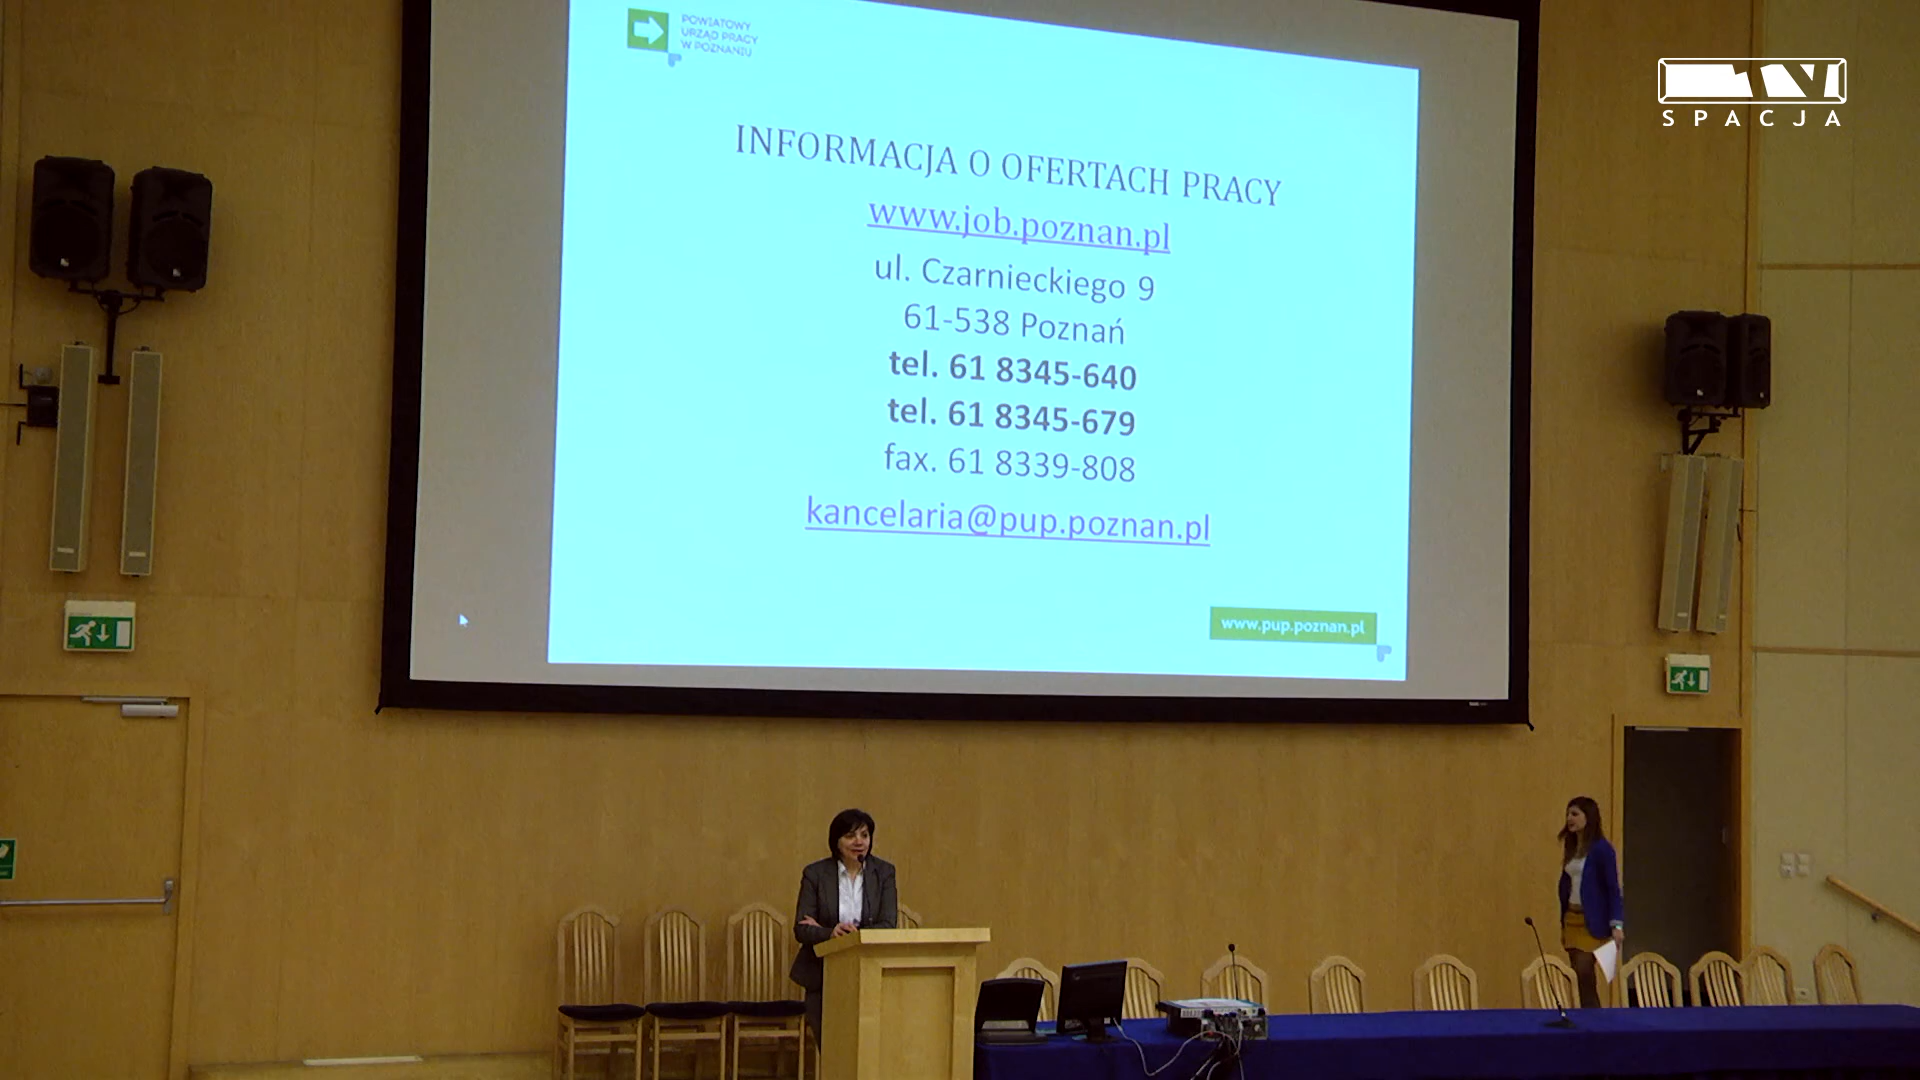 POWIATOWY
URZĄD PRACY
W POZNANIU
SPACJA
INFORMACJA O OFERTACH PRACY
www.job.poznan.pl
ul. Czarnieckiego 9
61-538 Poznań
tel. 61 8345-640
tel. 61 8345-679
fax. 61 8339-808
kancelaria@pup.poznan.pl
www.pup.poznan.pl